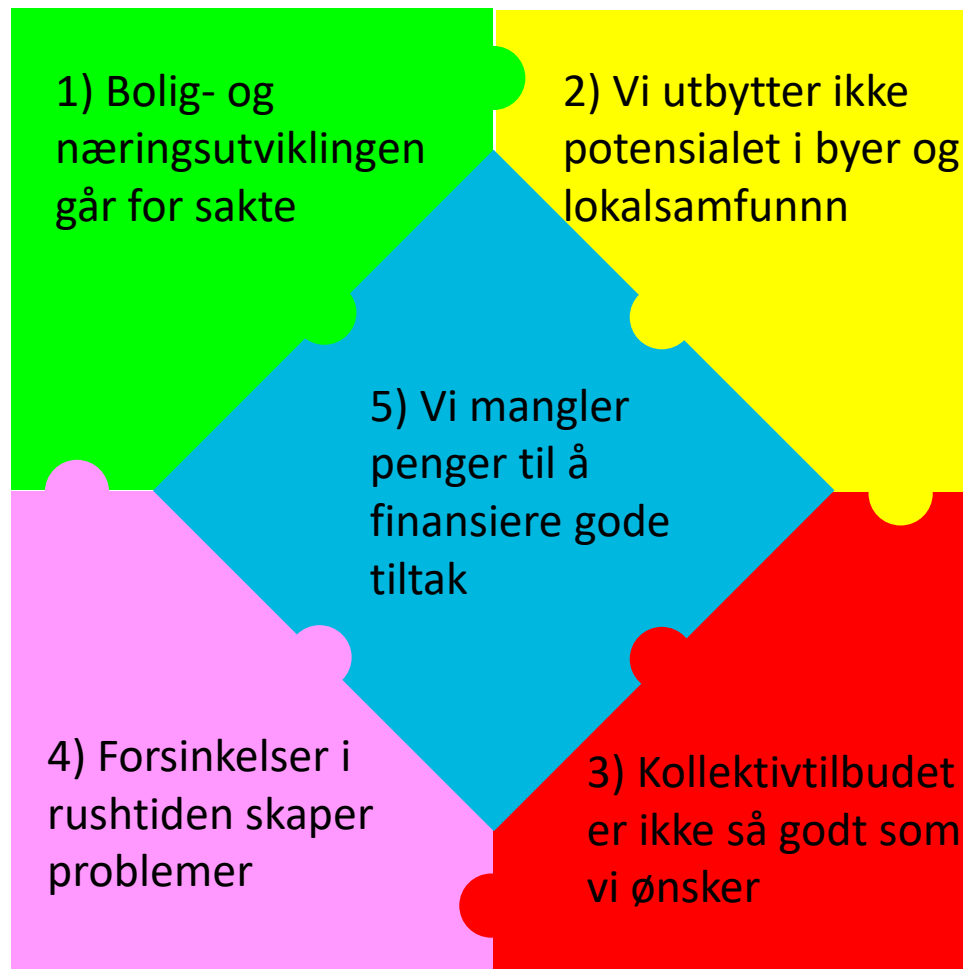 1) Bolig- og
næringsutviklingen
går for sakte
2) Vi utbytter ikke
potensialet i byer og
lokalsamfunnn
5) Vi mangler
penger til å
finansiere gode
tiltak
4) Forsinkelser i
rushtiden skaper
problemer
3) Kollektivtilbudet
er ikke så godt som
vi ønsker